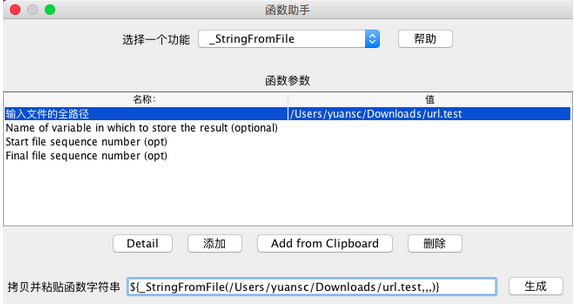 函数助手
选择一个功能 _StringFromFile 帮助
函数参数
名称: 值
输入文件的全路径 /Users/yuansc/Downloads/url.test
Name of variable in which to store the result (optional)
Start file sequence number (opt)
Final file sequence number (opt)
Detail 添加 Add from Clipboard 删除
拷贝并粘贴函数字符串 ${_StringFromFile(/Users/yuansc/Downloads/url.test,,,)} 生成